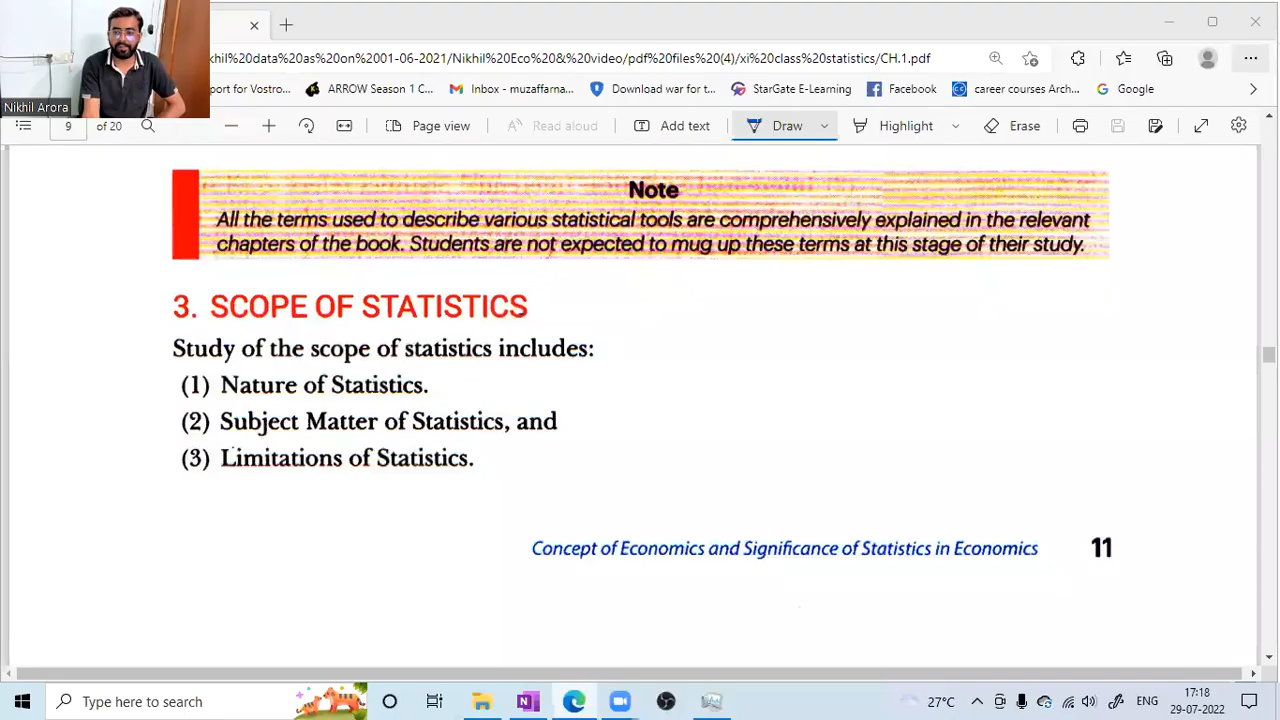 khil%20data%20as%20on%2001-06-2021/Nikhil%20Eco%20&%20video/pdf%20files%20(4)/xi%20class%20statistics/CH.1.pdf
port for Vostro...
ARROW Season 1 C...
Inbox - muzaffarna...
Download war for t...
StarGate E-Learning
Facebook
career courses Arch...
Google
Nikhil Arora
9 of 20
Page view
Read aloud
Add text
Draw
Highlight
Erase
Note
All the terms used to describe various statistical tools are comprehensively explained in the relevant
chapters of the book. Students are not expected to mug up these terms at this stage of their study.
3. SCOPE OF STATISTICS
Study of the scope of statistics includes:
(1) Nature of Statistics.
(2) Subject Matter of Statistics, and
(3) Limitations of Statistics.
Concept of Economics and Significance of Statistics in Economics 11
Type here to search
27°C
ENG
17:18
29-07-2022